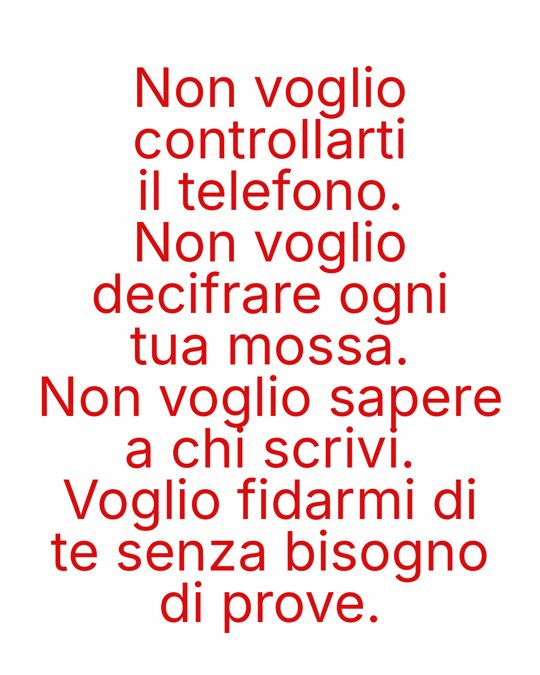 Non voglio
controllarti
il telefono.
Non voglio
decifrare ogni
tua mossa.
Non voglio sapere
a chi scrivi.
Voglio fidarmi di
te senza bisogno
di prove.